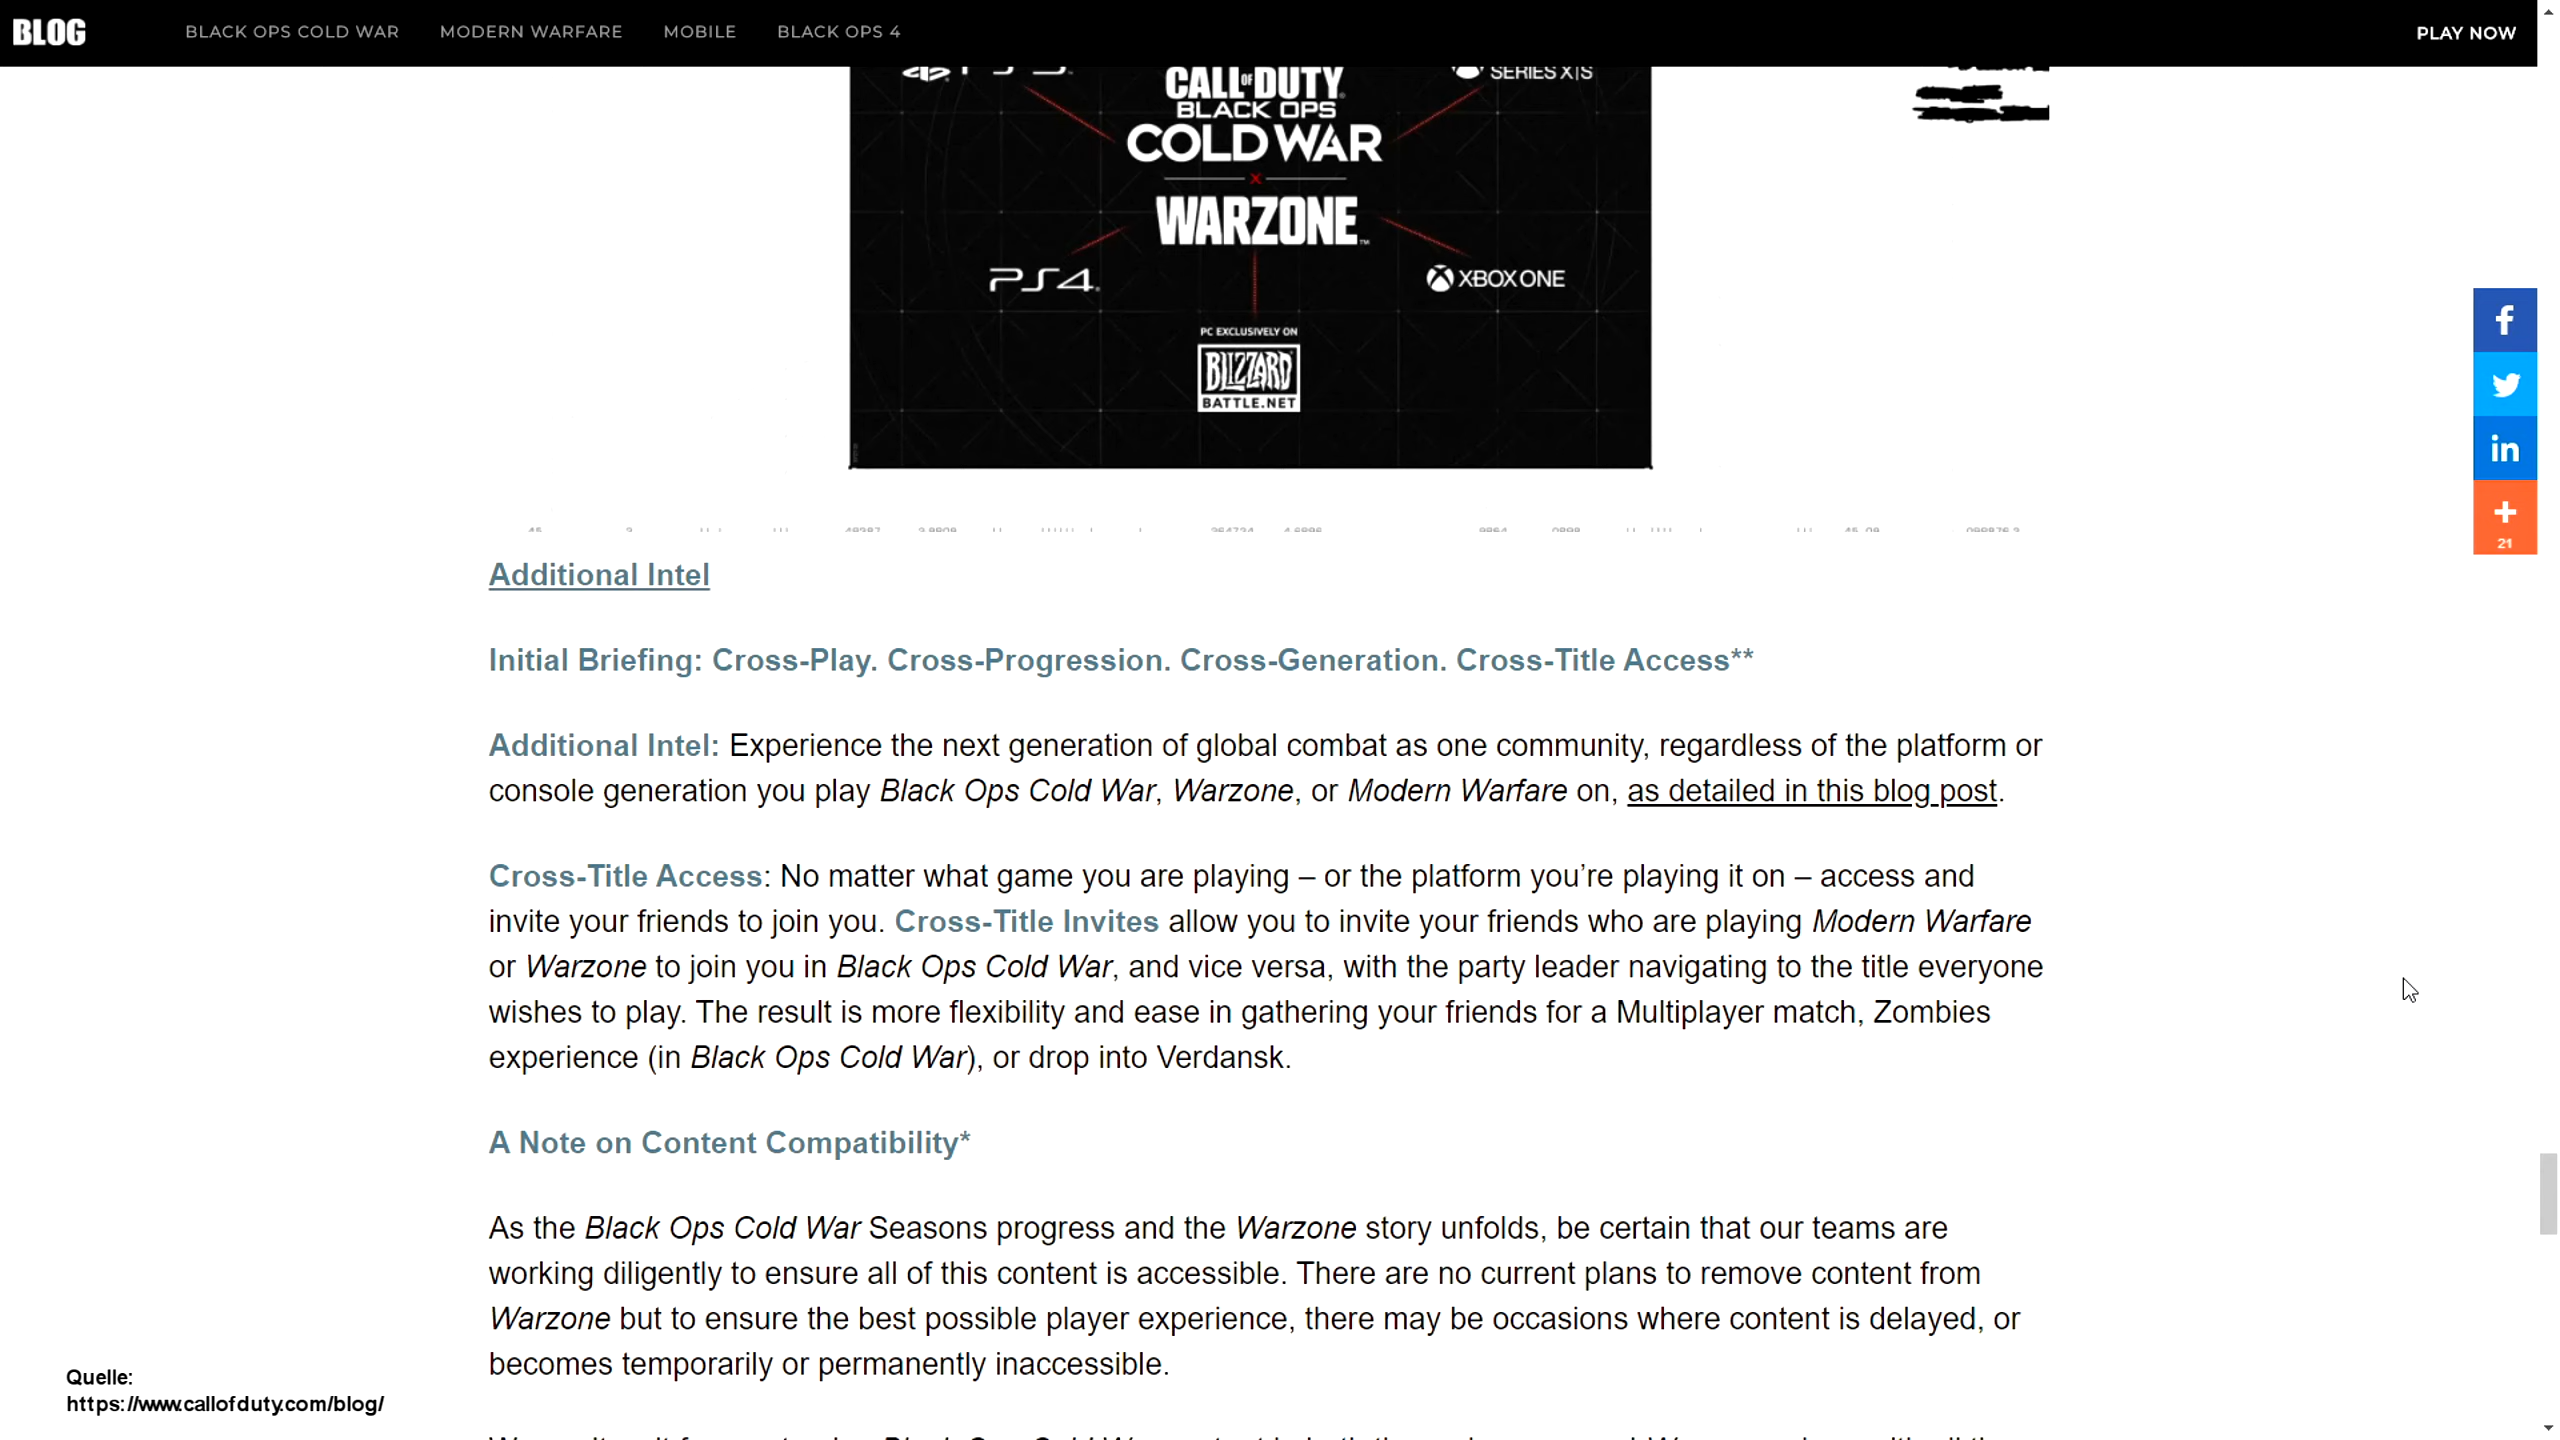 BLOG BLACK OPS COLD WAR MODERN WARFARE MOBILE BLACK OPS 4 PLAY NOW
SERIES X|S
CALL OF DUTY
BLACK OPS
COLD WAR
WARZONE™
PS4 XBOX ONE
PC EXCLUSIVELY ON
BLIZZARD
BATTLE.NET
21
Additional Intel
Initial Briefing: Cross-Play. Cross-Progression. Cross-Generation. Cross-Title Access**
Additional Intel: Experience the next generation of global combat as one community, regardless of the platform or
console generation you play Black Ops Cold War, Warzone, or Modern Warfare on, as detailed in this blog post.
Cross-Title Access: No matter what game you are playing – or the platform you’re playing it on – access and
invite your friends to join you. Cross-Title Invites allow you to invite your friends who are playing Modern Warfare
or Warzone to join you in Black Ops Cold War, and vice versa, with the party leader navigating to the title everyone
wishes to play. The result is more flexibility and ease in gathering your friends for a Multiplayer match, Zombies
experience (in Black Ops Cold War), or drop into Verdansk.
A Note on Content Compatibility*
As the Black Ops Cold War Seasons progress and the Warzone story unfolds, be certain that our teams are
working diligently to ensure all of this content is accessible. There are no current plans to remove content from
Warzone but to ensure the best possible player experience, there may be occasions where content is delayed, or
becomes temporarily or permanently inaccessible.
Quelle:
https://www.callofduty.com/blog/